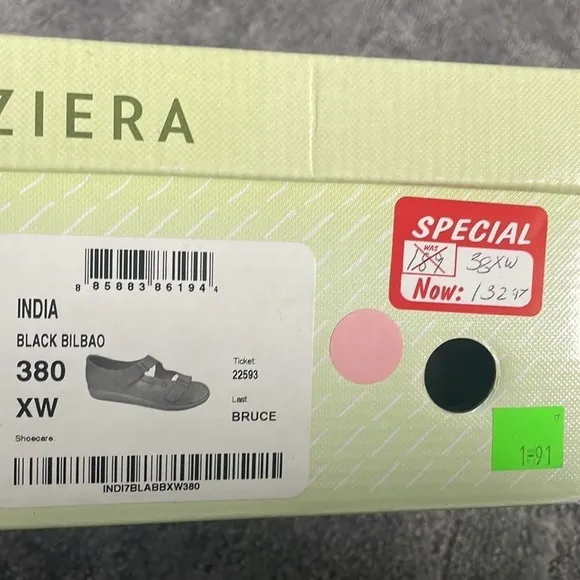 ZIERA
SPECIAL
WAS
189 38XW
Now: 132 97
8 85883 86194 4
INDIA
BLACK BILBAO
380
XW
Ticket:
22593
Last
BRUCE
Shoecare
INDI7BLABBXW380
1=91